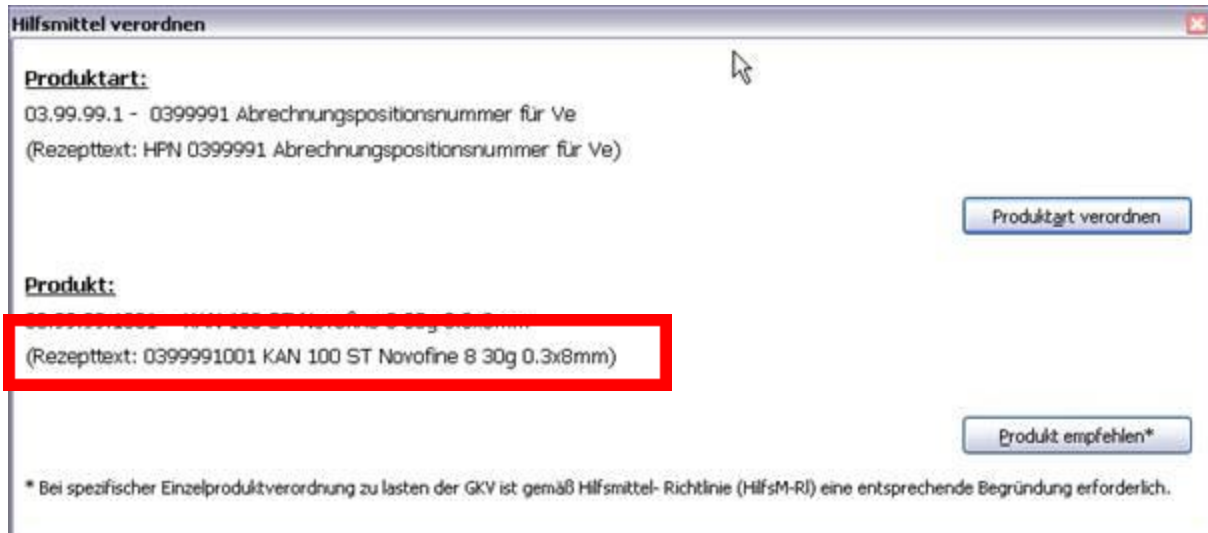 Hilfsmittel verordnen
Produktart:
03.99.99.1 - 0399991 Abrechnungspositionsnummer für Ve
(Rezepttext: HPN 0399991 Abrechnungspositionsnummer für Ve)
Produktart verordnen
Produkt:
(Rezepttext: 0399991001 KAN 100 ST Novofine 8 30g 0.3x8mm)
Produkt empfehlen*
* Bei spezifischer Einzelproduktverordnung zu lasten der GKV ist gemäß Hilfsmittel- Richtlinie (HilfsM-Rl) eine entsprechende Begründung erforderlich.